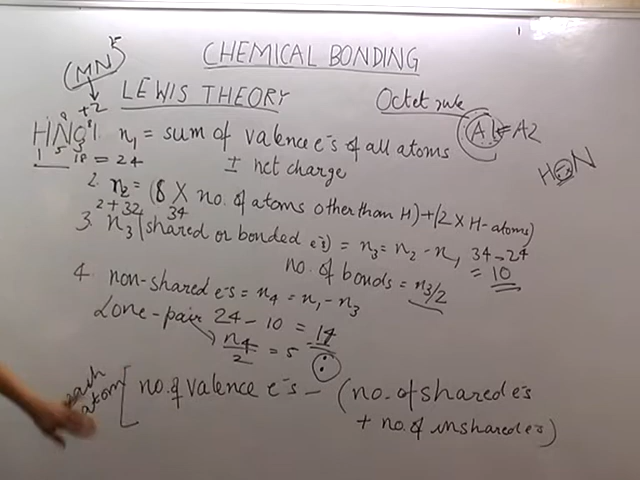 CHEMICAL BONDING
(MN)
+2
LEWIS THEORY
Octet rule
HNO3
1 5 18 = 24
1. n1 = sum of valence e-s of all atoms
± net charge
A1 A2
2. n2 = (8 X no. of atoms other than H) + (2 X H-atoms)
2 + 32 34
3. n3 (shared or bonded e-s) = n3 = n2 - n1 34-24
= 10
no. of bonds = n3/2
4. non-shared e-s = n4 = n1 - n3
Lone-pair 24 - 10 = 14
n4/2 = 5
each atom
[no. of valence e-s - (no. of shared e-s
+ no. of unshared e-s)